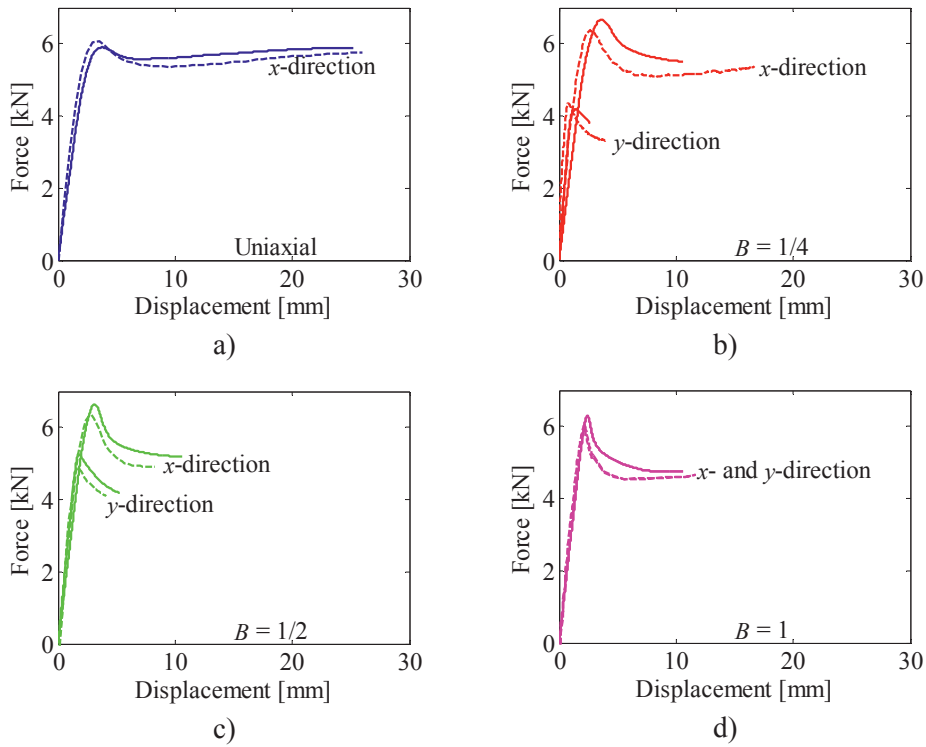 6
4
2
0
0
10
20
30
Force [kN]
x-direction
Uniaxial
Displacement [mm]
a)
6
4
2
0
0
10
20
30
Force [kN]
x-direction
y-direction
B = 1/4
Displacement [mm]
b)
6
4
2
0
0
10
20
30
Force [kN]
x-direction
y-direction
B = 1/2
Displacement [mm]
c)
6
4
2
0
0
10
20
30
Force [kN]
x- and y-direction
B = 1
Displacement [mm]
d)